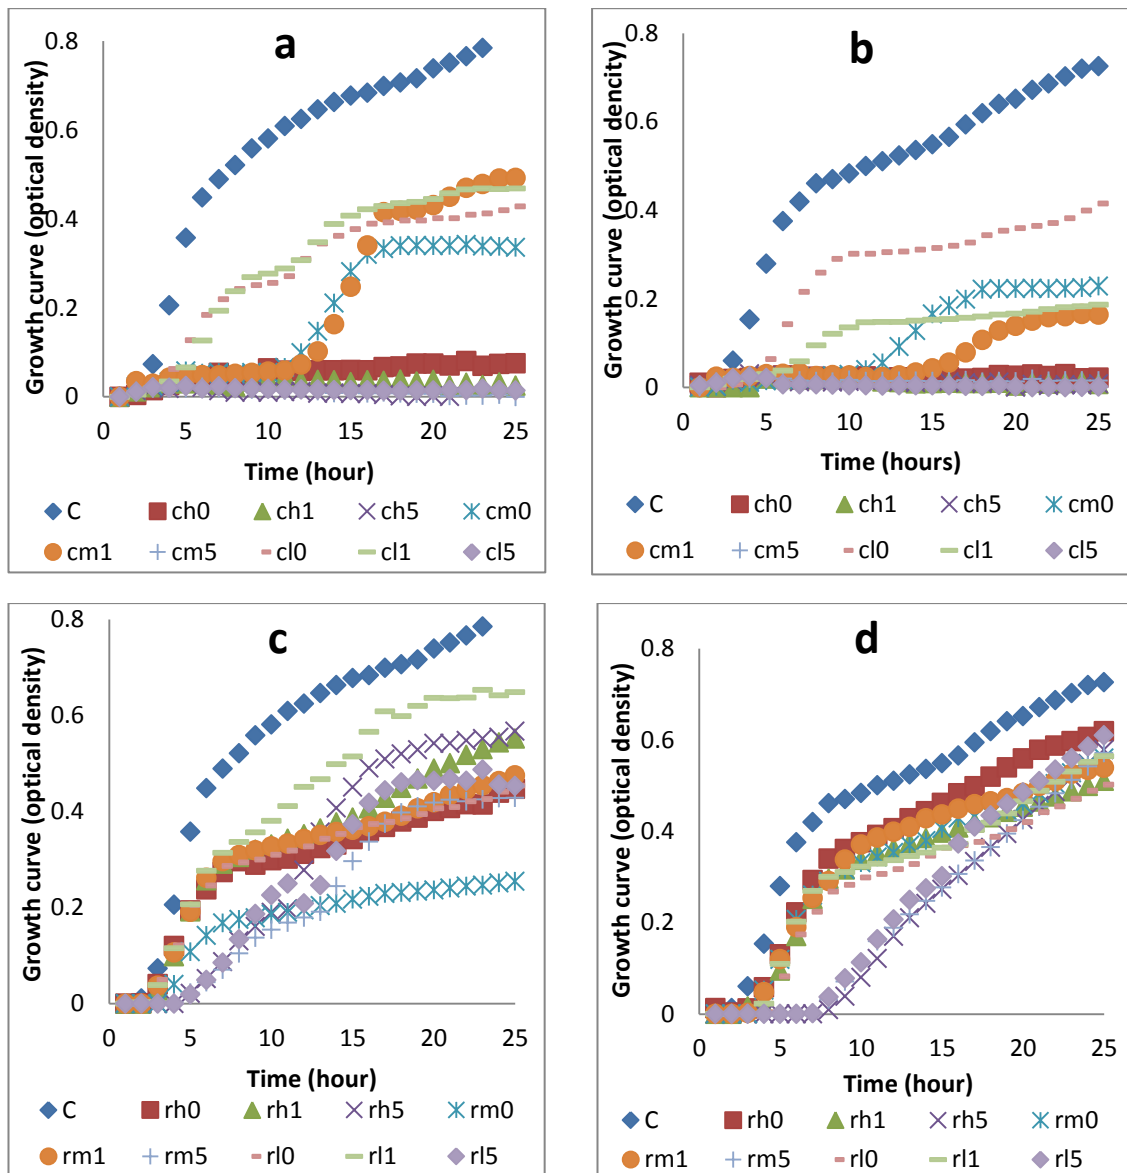 a
Growth curve (optical density)
0.8
0.6
0.4
0.2
0
0 5 10 15 20 25
Time (hour)
C ch0 ch1 ch5 cm0
cm1 cm5 cl0 cl1 cl5
b
Growth curve (optical dencity)
0.8
0.6
0.4
0.2
0
0 5 10 15 20 25
Time (hours)
C ch0 ch1 ch5 cm0
cm1 cm5 cl0 cl1 cl5
c
Growth curve (optical density)
0.8
0.6
0.4
0.2
0
0 5 10 15 20 25
Time (hour)
C rh0 rh1 rh5 rm0
rm1 rm5 rl0 rl1 rl5
d
Growth curve (optical density)
0.8
0.6
0.4
0.2
0
0 5 10 15 20 25
Time (hour)
C rh0 rh1 rh5 rm0
rm1 rm5 rl0 rl1 rl5